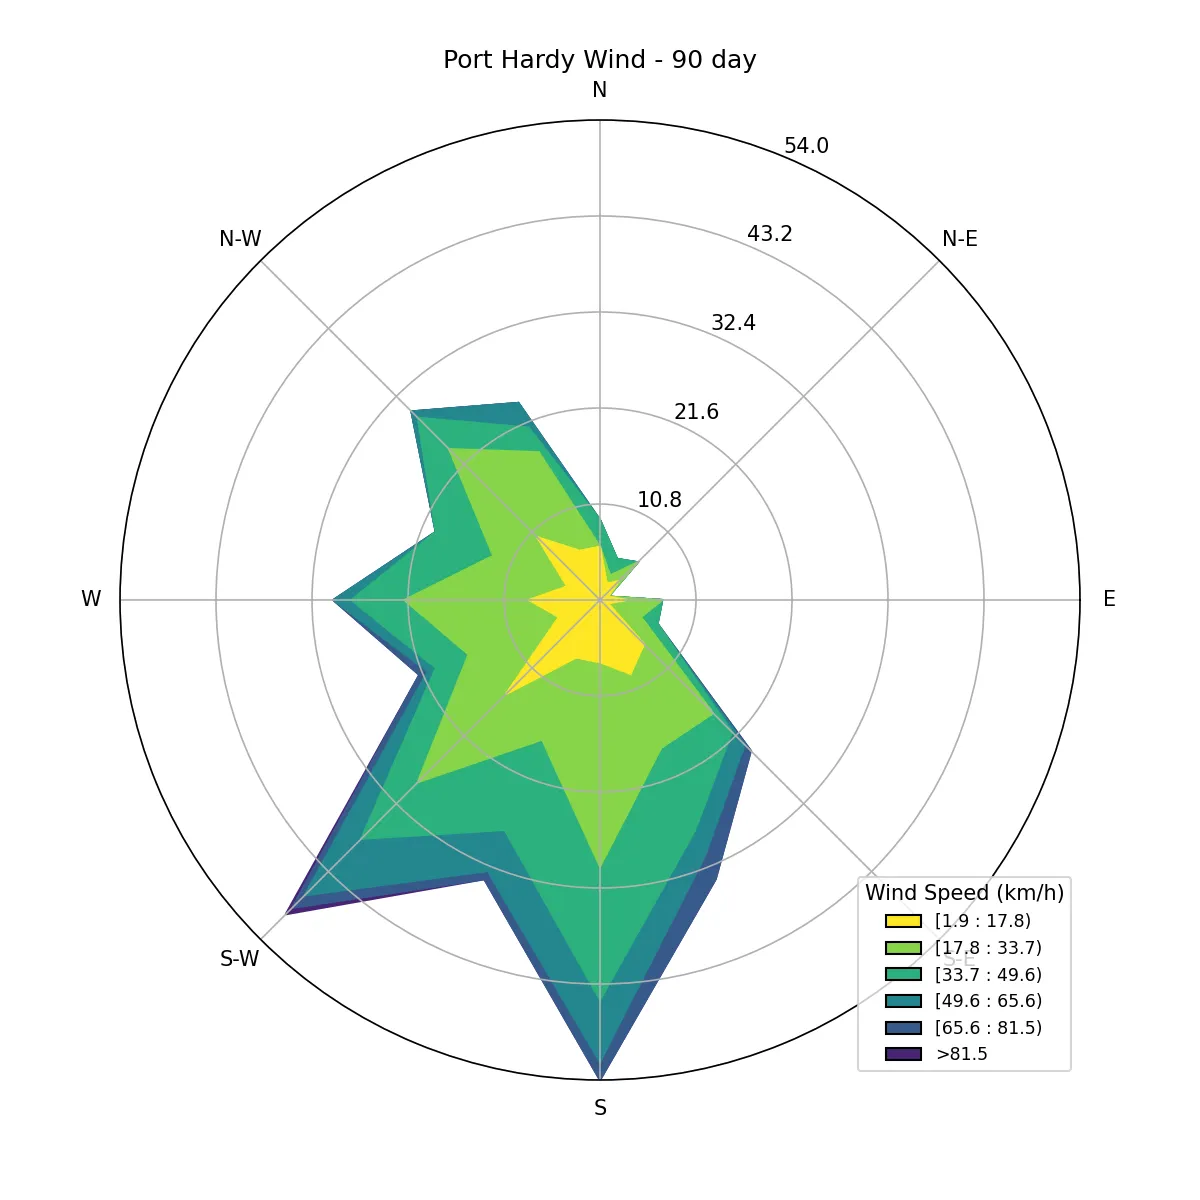 Port Hardy Wind - 90 day
N
54.0
N-W
43.2
N-E
32.4
21.6
10.8
W
E
S-W
S-E
S
Wind Speed (km/h)
[1.9 : 17.8)
[17.8 : 33.7)
[33.7 : 49.6)
[49.6 : 65.6)
[65.6 : 81.5)
>81.5